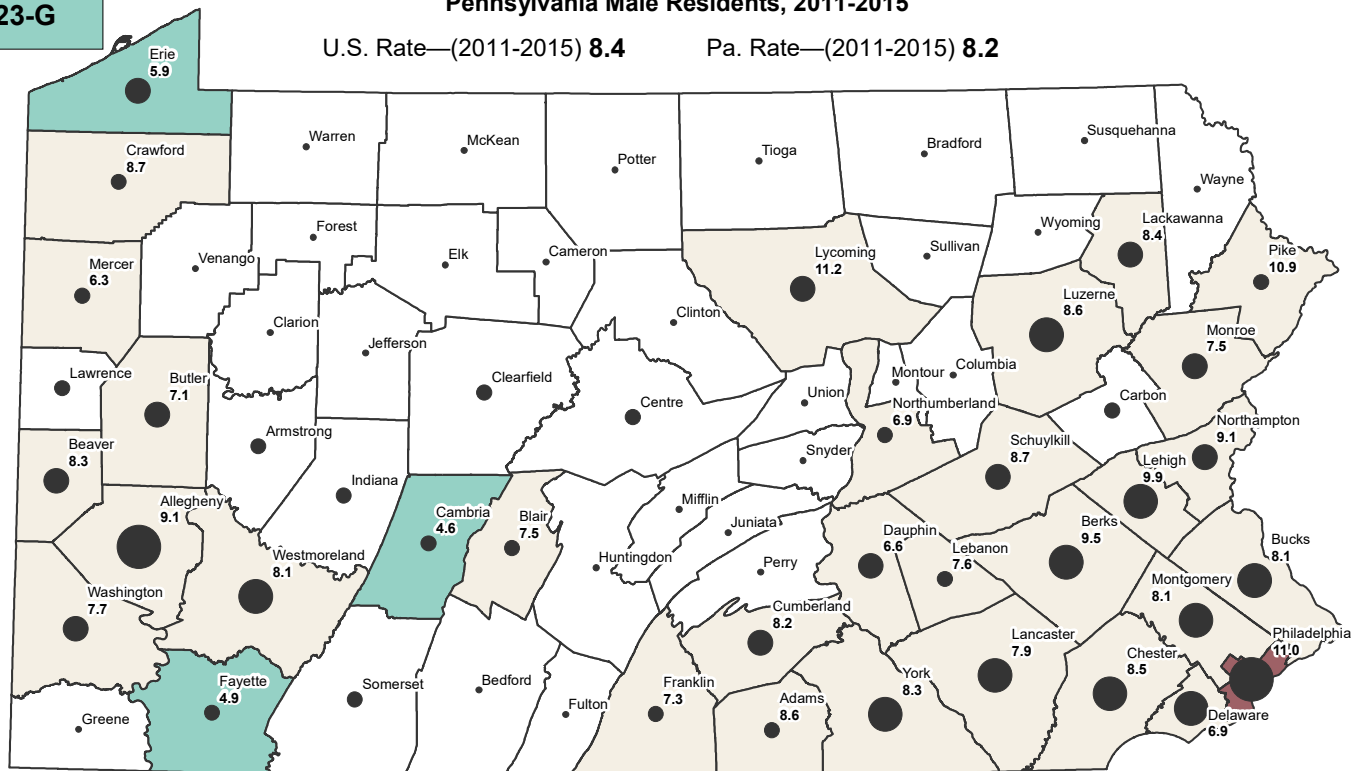 23-G
Pennsylvania Male Residents, 2011-2015
U.S. Rate—(2011-2015) 8.4
Pa. Rate—(2011-2015) 8.2
Erie
5.9
Crawford
8.7
Warren
McKean
Potter
Tioga
Bradford
Susquehanna
Wayne
Mercer
6.3
Venango
Forest
Elk
Cameron
Lycoming
11.2
Sullivan
Wyoming
Lackawanna
8.4
Pike
10.9
Clarion
Jefferson
Clinton
Luzerne
8.6
Monroe
7.5
Lawrence
Butler
7.1
Clearfield
Centre
Union
Montour
Columbia
Carbon
Northumberland
6.9
Northampton
9.1
Beaver
8.3
Armstrong
Indiana
Snyder
Schuylkill
8.7
Lehigh
9.9
Allegheny
9.1
Cambria
4.6
Blair
7.5
Mifflin
Juniata
Dauphin
6.6
Lebanon
7.6
Berks
9.5
Bucks
8.1
Westmoreland
8.1
Huntingdon
Perry
Montgomery
8.1
Washington
7.7
Cumberland
8.2
Lancaster
7.9
Chester
8.5
Philadelphia
11.0
Fayette
4.9
Somerset
Bedford
Fulton
Franklin
7.3
Adams
8.6
York
8.3
Delaware
6.9
Greene